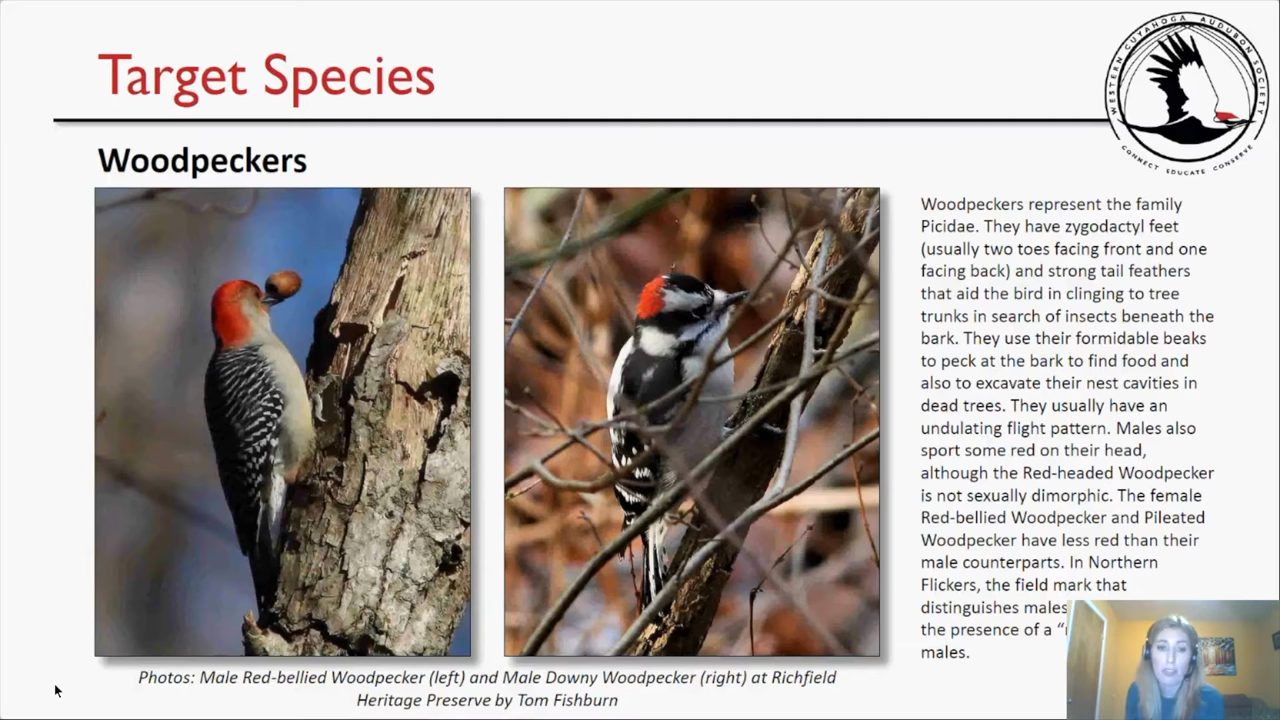 Target Species
WESTERN CUYAHOGA AUDUBON SOCIETY
CONNECT EDUCATE CONSERVE
Woodpeckers
Woodpeckers represent the family
Picidae. They have zygodactyl feet
(usually two toes facing front and one
facing back) and strong tail feathers
that aid the bird in clinging to tree
trunks in search of insects beneath the
bark. They use their formidable beaks
to peck at the bark to find food and
also to excavate their nest cavities in
dead trees. They usually have an
undulating flight pattern. Males also
sport some red on their head,
although the Red-headed Woodpecker
is not sexually dimorphic. The female
Red-bellied Woodpecker and Pileated
Woodpecker have less red than their
male counterparts. In Northern
Flickers, the field mark that
distinguishes males
the presence of a
males.
Photos: Male Red-bellied Woodpecker (left) and Male Downy Woodpecker (right) at Richfield
Heritage Preserve by Tom Fishburn